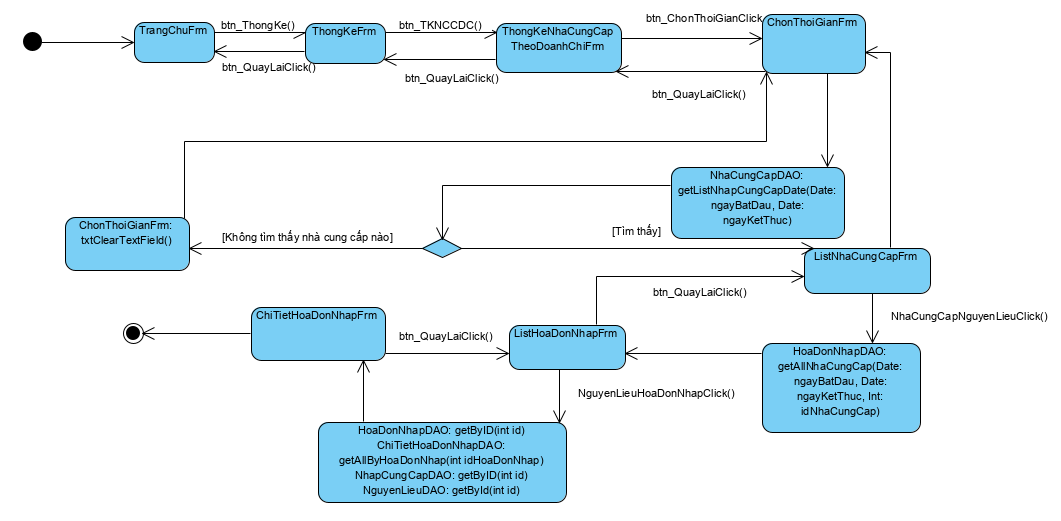 TrangChuFrm
btn_ThongKe()
btn_QuayLaiClick()
ThongKeFrm
btn_TKNCCDC()
btn_QuayLaiClick()
ThongKeNhaCungCap
TheoDoanhChiFrm
btn_ChonThoiGianClick
btn_QuayLaiClick()
ChonThoiGianFrm
NhaCungCapDAO:
getListNhapCungCapDate(Date:
ngayBatDau, Date:
ngayKetThuc)
ChonThoiGianFrm:
txtClearTextField()
[Không tìm thấy nhà cung cấp nào]
[Tìm thấy]
ListNhaCungCapFrm
btn_QuayLaiClick()
NhaCungCapNguyenLieuClick()
ChiTietHoaDonNhapFrm
btn_QuayLaiClick()
ListHoaDonNhapFrm
HoaDonNhapDAO:
getAllNhaCungCap(Date:
ngayBatDau, Date:
ngayKetThuc, Int:
idNhaCungCap)
NguyenLieuHoaDonNhapClick()
HoaDonNhapDAO: getByID(int id)
ChiTietHoaDonNhapDAO:
getAllByHoaDonNhap(int idHoaDonNhap)
NhapCungCapDAO: getByID(int id)
NguyenLieuDAO: getById(int id)